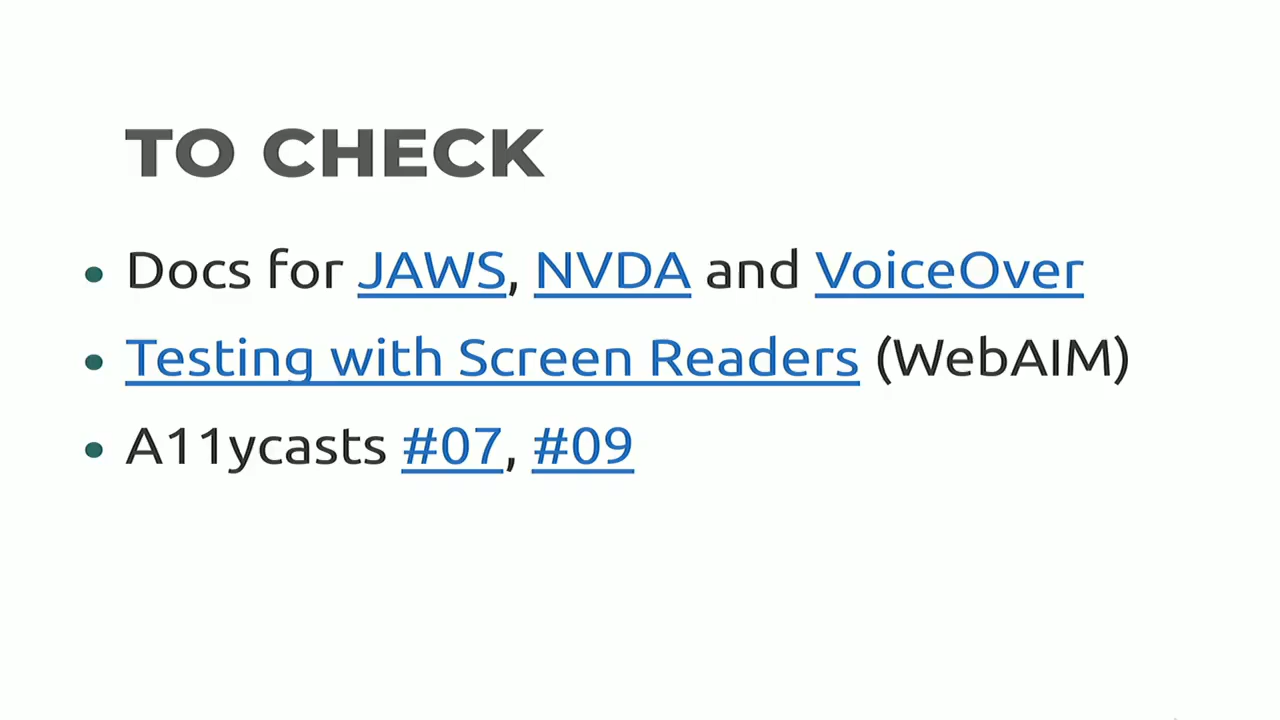 TO CHECK
• Docs for JAWS, NVDA and VoiceOver
• Testing with Screen Readers (WebAIM)
• A11ycasts #07, #09